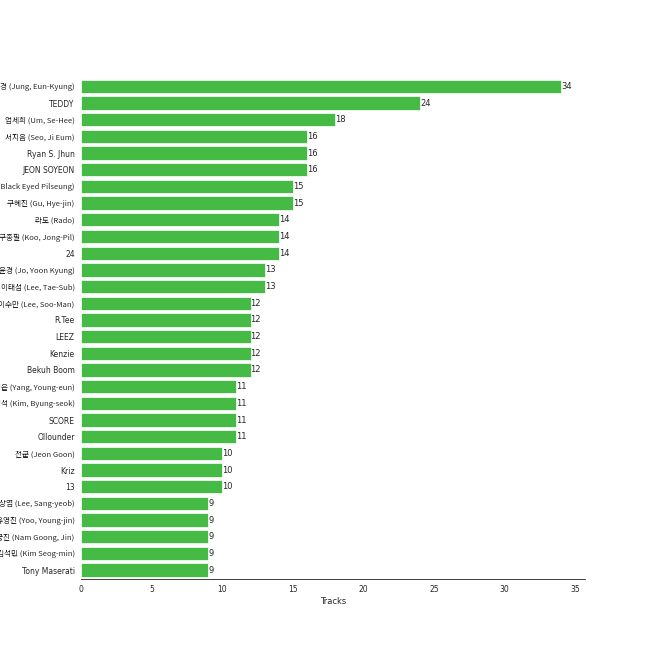 경 (Jung, Eun-Kyung) 34
TEDDY 24
엄세희 (Um, Se-Hee) 18
서지음 (Seo, Ji Eum) 16
Ryan S. Jhun 16
JEON SOYEON 16
Black Eyed Pilseung) 15
구혜진 (Gu, Hye-jin) 15
라도 (Rado) 14
구종필 (Koo, Jong-Pil) 14
24 14
윤경 (Jo, Yoon Kyung) 13
이태섭 (Lee, Tae-Sub) 13
이수만 (Lee, Soo-Man) 12
R.Tee 12
LEEZ 12
Kenzie 12
Bekuh Boom 12
은 (Yang, Young-eun) 11
석 (Kim, Byung-seok) 11
SCORE 11
Ollounder 11
전군 (Jeon Goon) 10
Kriz 10
13 10
상엽 (Lee, Sang-yeob) 9
유영진 (Yoo, Young-jin) 9
궁진 (Nam Goong, Jin) 9
김석민 (Kim Seog-min) 9
Tony Maserati 9
0 5 10 15 20 25 30 35
Tracks